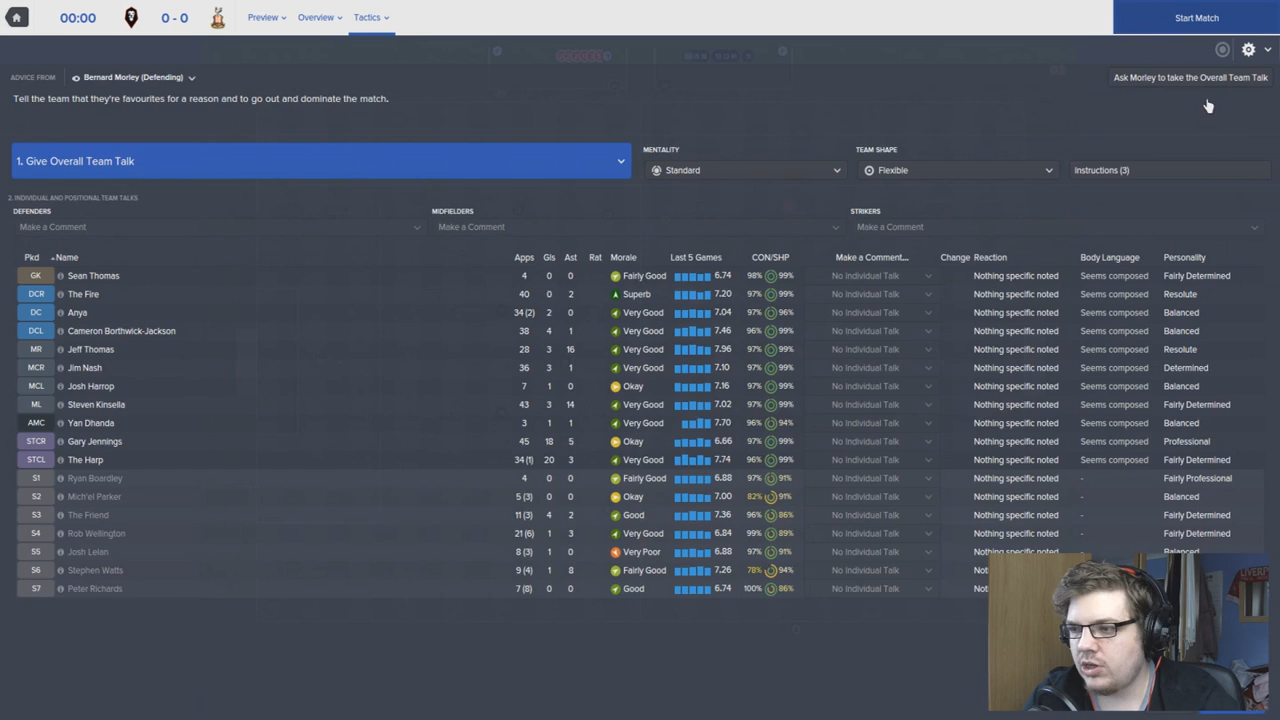 00:00 0 - 0 Preview Overview Tactics Start Match
ADVICE FROM Bernard Morley (Defending) Ask Morley to take the Overall Team Talk
Tell the team that they're favourites for a reason and to go out and dominate the match.
MENTALITY TEAM SHAPE
1. Give Overall Team Talk Standard Flexible Instructions (3)
2. INDIVIDUAL AND POSITIONAL TEAM TALKS
DEFENDERS MIDFIELDERS STRIKERS
Make a Comment Make a Comment Make a Comment
Pkd Name Apps Gls Ast Rat Morale Last 5 Games CON/SHP Make a Comment... Change Reaction Body Language Personality
GK Sean Thomas 4 0 0 Fairly Good 6.74 98% 99% No Individual Talk Nothing specific noted Seems composed Fairly Determined
DCR The Fire 40 0 2 Superb 7.20 97% 99% No Individual Talk Nothing specific noted Seems composed Resolute
DC Anya 34 (2) 2 0 Very Good 7.04 97% 96% No Individual Talk Nothing specific noted Seems composed Balanced
DCL Cameron Borthwick-Jackson 38 4 1 Very Good 7.46 96% 99% No Individual Talk Nothing specific noted Seems composed Balanced
MR Jeff Thomas 28 3 16 Very Good 7.96 97% 99% No Individual Talk Nothing specific noted Seems composed Resolute
MCR Jim Nash 36 3 1 Very Good 7.10 97% 99% No Individual Talk Nothing specific noted Seems composed Determined
MCL Josh Harrop 7 1 0 Okay 7.16 97% 99% No Individual Talk Nothing specific noted Seems composed Balanced
ML Steven Kinsella 43 3 14 Very Good 7.02 97% 99% No Individual Talk Nothing specific noted Seems composed Fairly Determined
AMC Yan Dhanda 3 1 1 Very Good 7.70 96% 94% No Individual Talk Nothing specific noted Seems composed Balanced
STCR Gary Jennings 45 18 5 Okay 6.66 97% 99% No Individual Talk Nothing specific noted Seems composed Professional
STCL The Harp 34 (1) 20 3 Very Good 7.74 96% 99% No Individual Talk Nothing specific noted Seems composed Fairly Determined
S1 Ryan Boardley 0 0 0 Fairly Good 6.88 97% 91% No Individual Talk Nothing specific noted - Fairly Professional
S2 Mich'el Parker 5 (3) 0 0 Okay 7.00 82% 91% No Individual Talk Nothing specific noted - Balanced
S3 The Friend 11 (3) 4 2 Good 7.36 96% 86% No Individual Talk Nothing specific noted - Fairly Determined
S4 Rob Wellington 21 (6) 1 3 Very Good 6.84 99% 89% No Individual Talk Nothing specific noted - Fairly Determined
S5 Josh Lelan 8 (3) 1 0 Very Poor 6.88 97% 91% No Individual Talk Nothing specific noted - Balanced
S6 Stephen Watts 9 (4) 1 8 Fairly Good 7.26 78% 94% No Individual Talk Not
S7 Peter Richards 7 (8) 0 0 Good 6.74 100% 86% No Individual Talk No